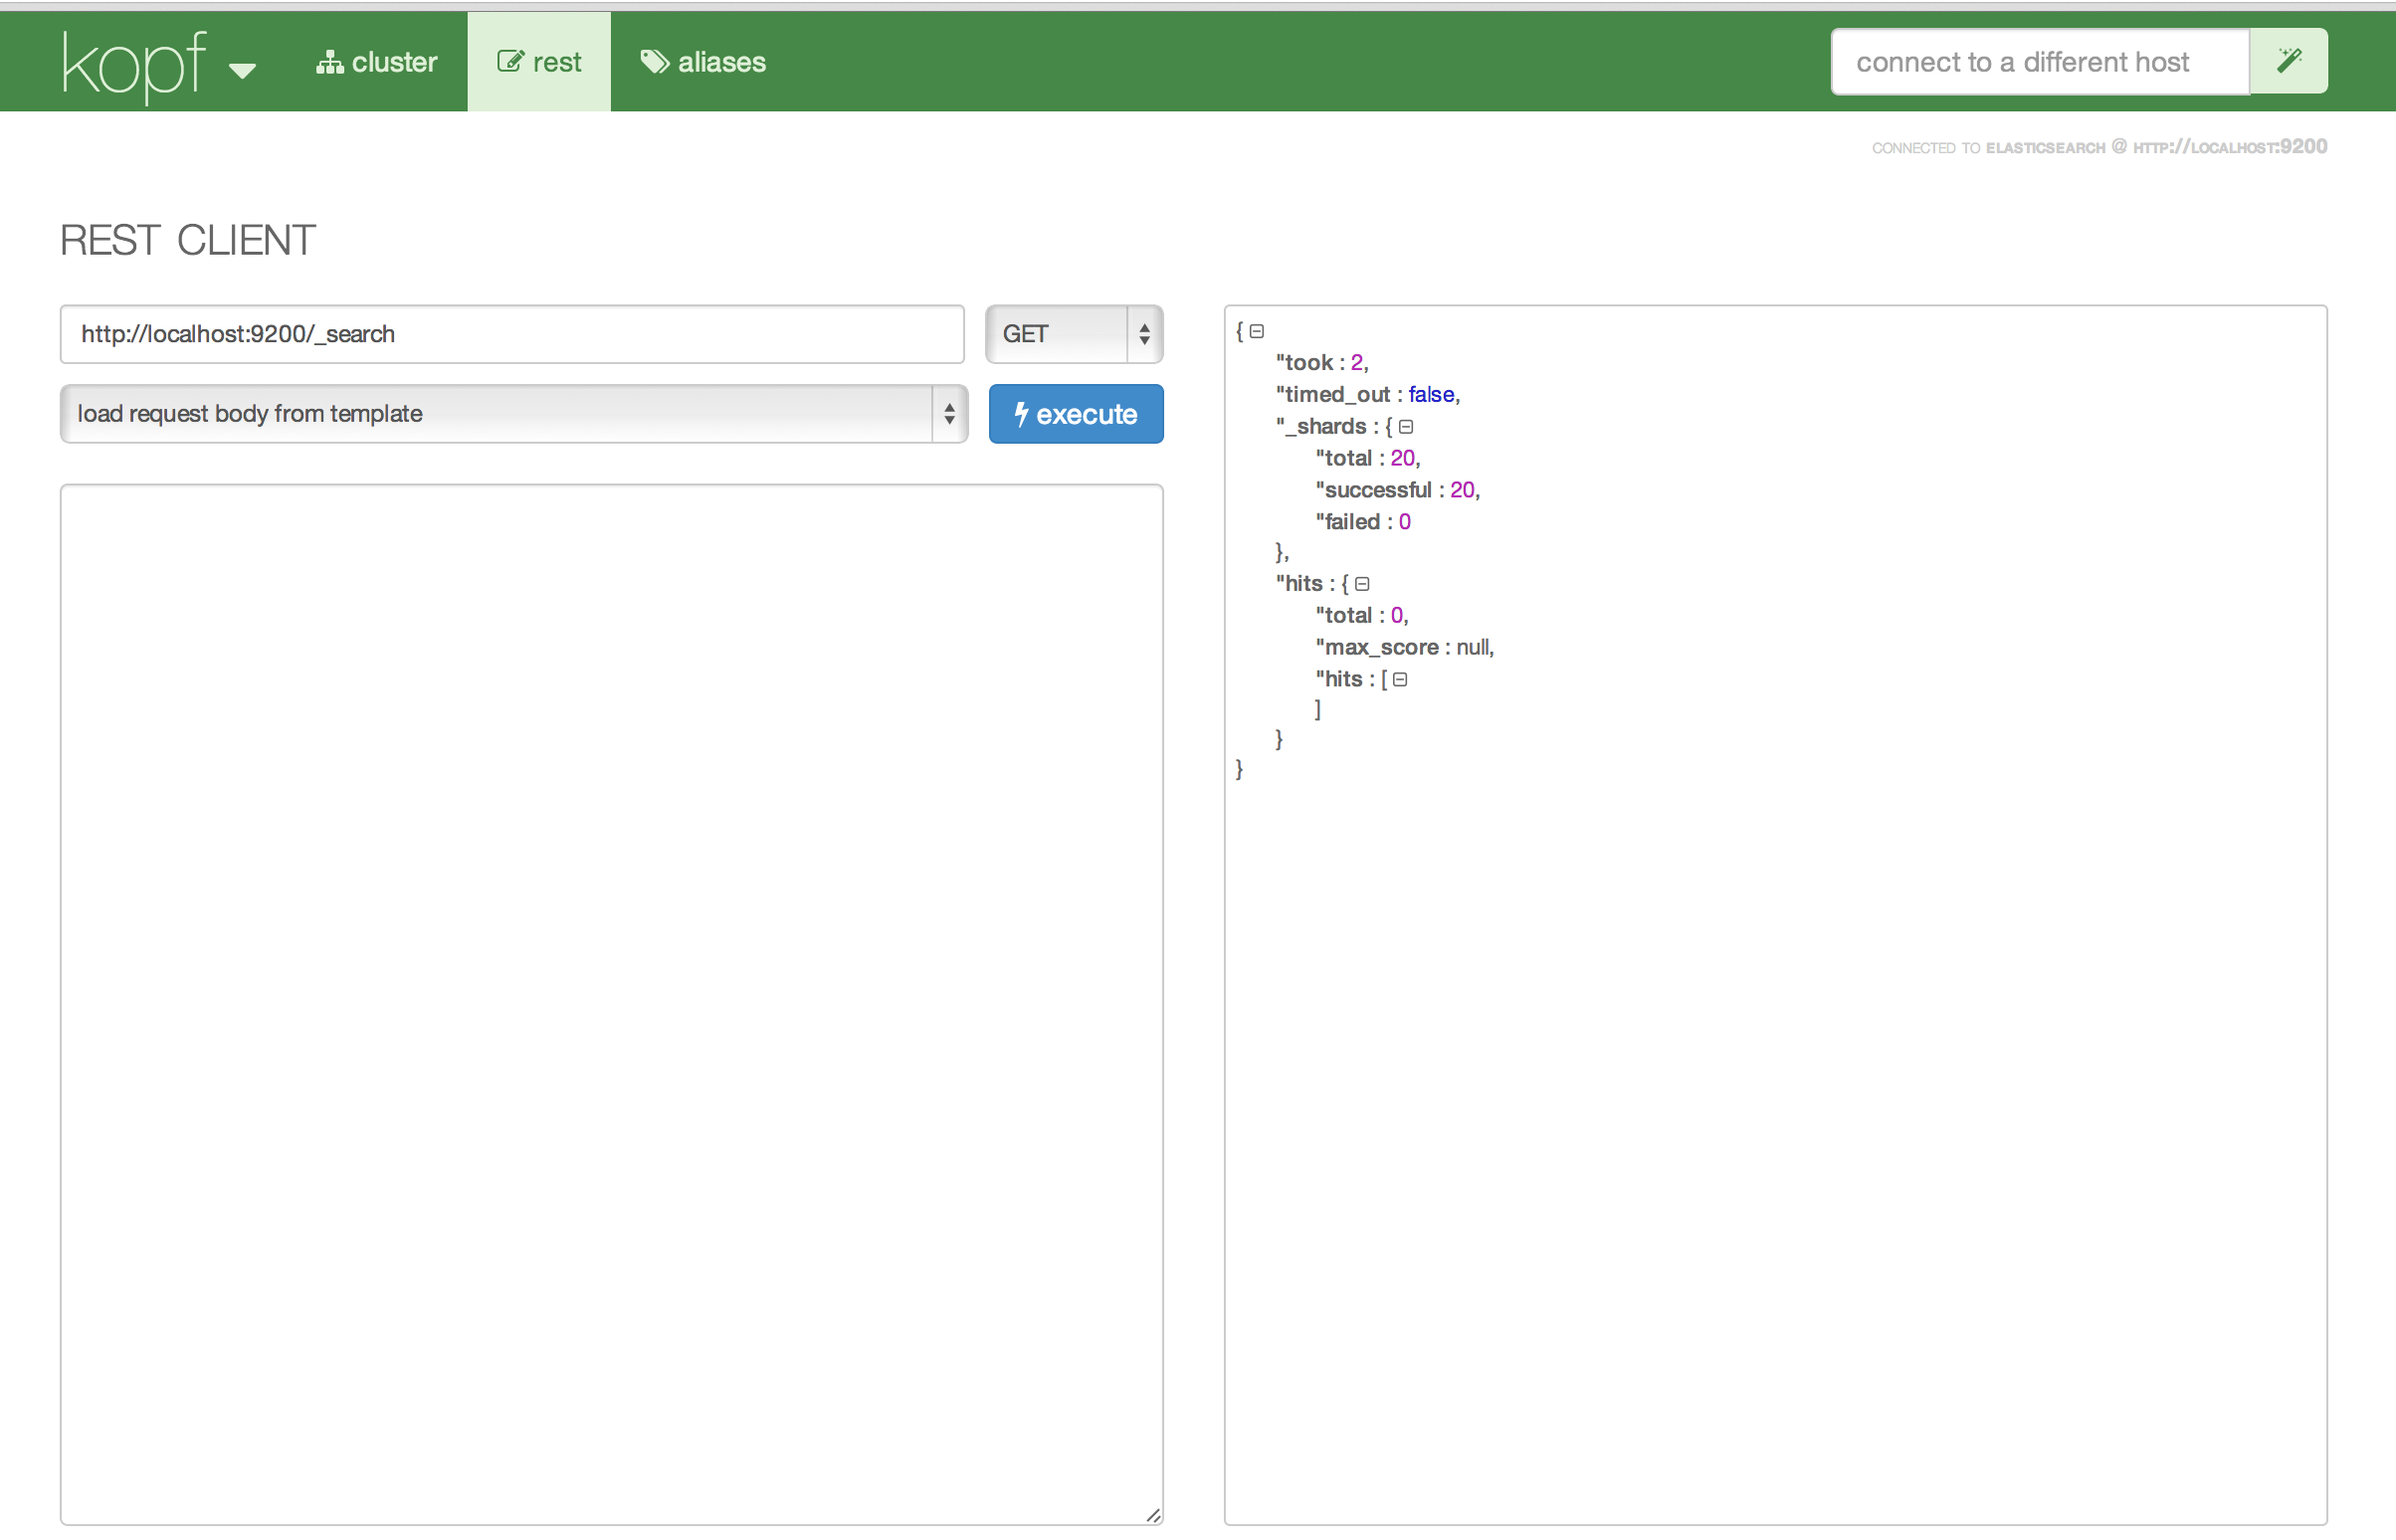 kopf cluster rest aliases connect to a different host
CONNECTED TO ELASTICSEARCH @ HTTP://LOCALHOST:9200
REST CLIENT
http://localhost:9200/_search GET
load request body from template execute
{
"took : 2,
"timed_out : false,
"_shards : {
"total : 20,
"successful : 20,
"failed : 0
},
"hits : {
"total : 0,
"max_score : null,
"hits : [
]
}
}